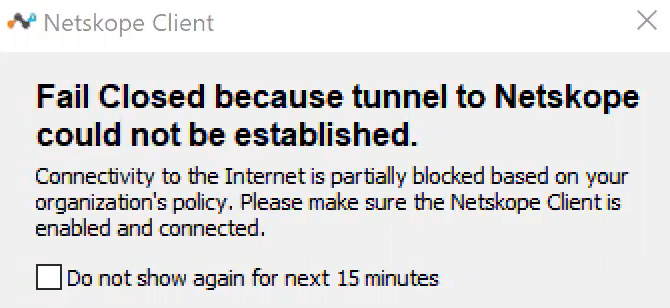 Netskope Client
Fail Closed because tunnel to Netskope
could not be established.
Connectivity to the Internet is partially blocked based on your
organization's policy. Please make sure the Netskope Client is
enabled and connected.
Do not show again for next 15 minutes